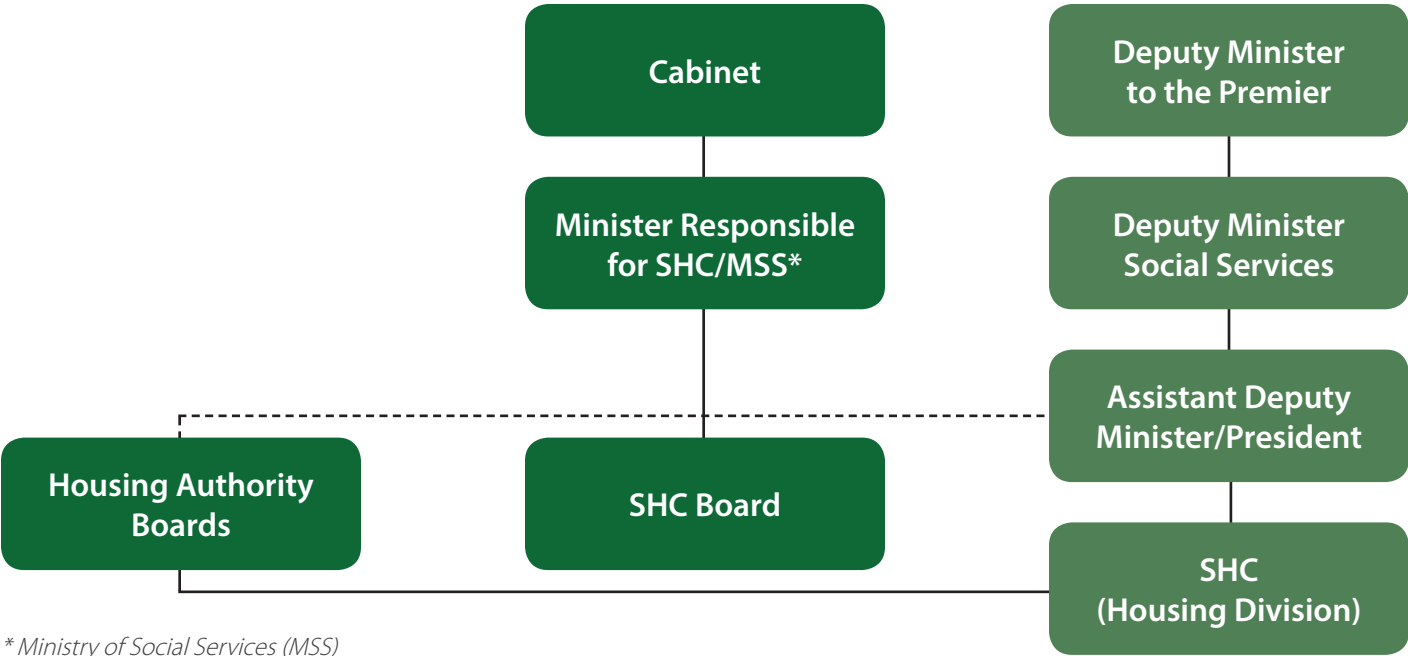 Cabinet
Deputy Minister
to the Premier
Minister Responsible
for SHC/MSS*
Deputy Minister
Social Services
Assistant Deputy
Minister/President
Housing Authority
Boards
SHC Board
SHC
(Housing Division)
* Ministry of Social Services (MSS)